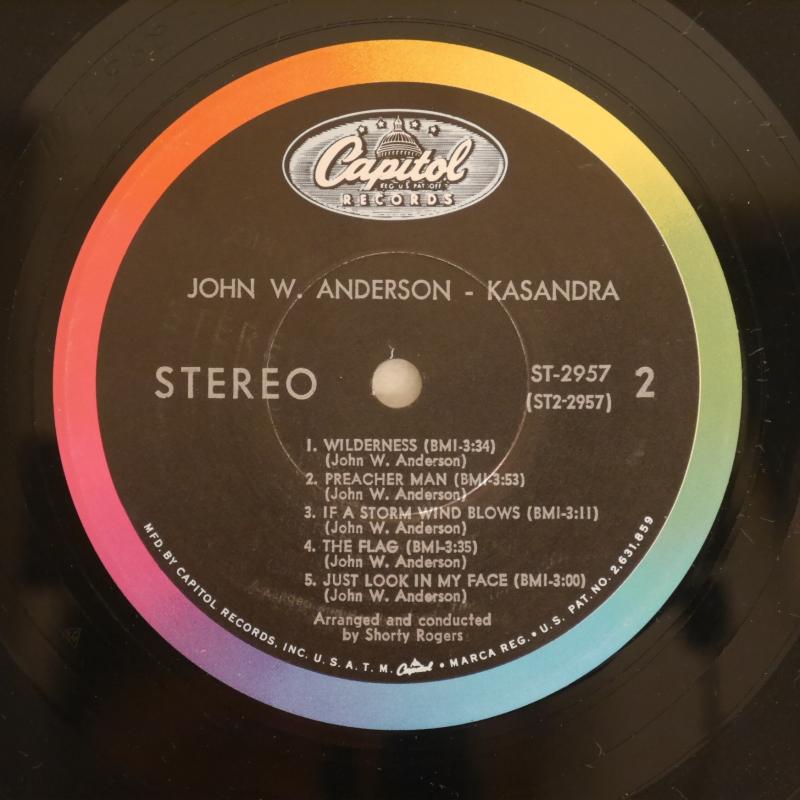 Capitol
REG. U.S. PAT. OFF.
RECORDS
JOHN W. ANDERSON - KASANDRA
STEREO
ST-2957
(ST2-2957)
2
1. WILDERNESS (BMI-3:34)
(John W. Anderson)
2. PREACHER MAN (BMI-3:53)
(John W. Anderson)
3. IF A STORM WIND BLOWS (BMI-3:11)
(John W. Anderson)
4. THE FLAG (BMI-3:35)
(John W. Anderson)
5. JUST LOOK IN MY FACE (BMI-3:00)
(John W. Anderson)
Arranged and conducted
by Shorty Rogers
MFD. BY CAPITOL RECORDS, INC. U. S. A. T. M. Capitol • MARCA REG. • U. S. PAT. NO. 2,631,859